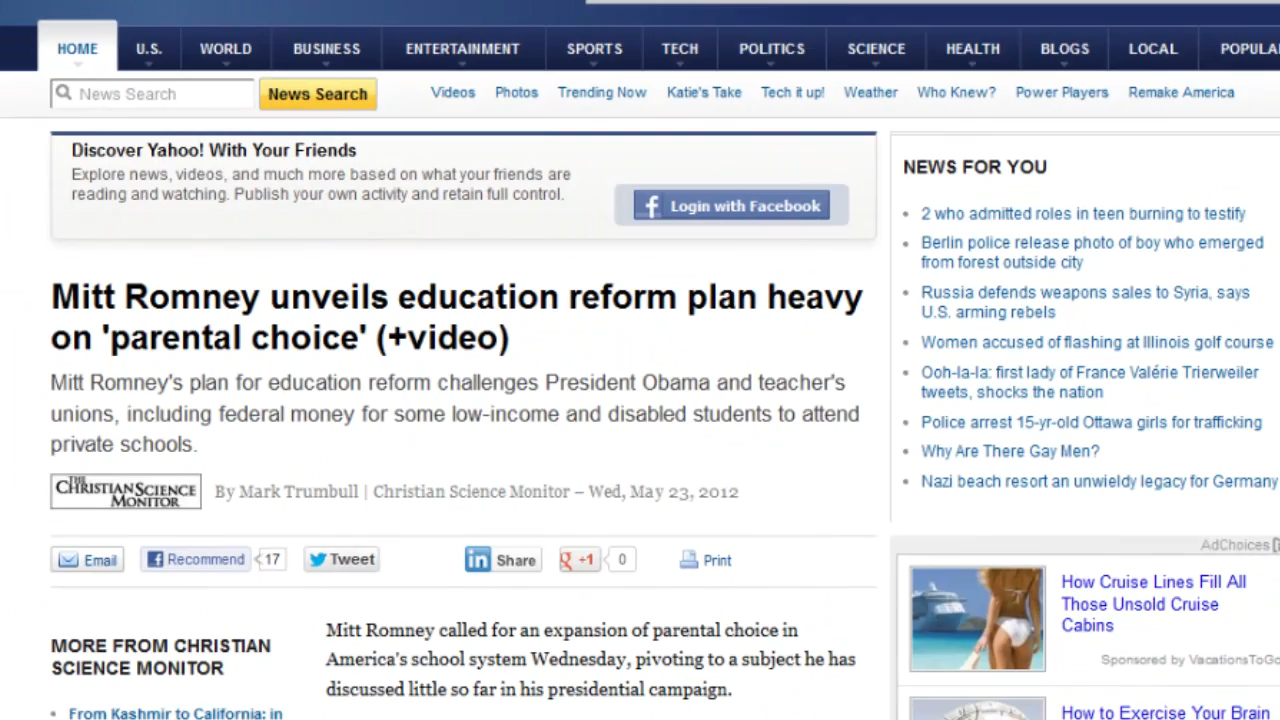 HOME U.S. WORLD BUSINESS ENTERTAINMENT SPORTS TECH POLITICS SCIENCE HEALTH BLOGS LOCAL
News Search News Search Videos Photos Trending Now Katie's Take Tech it up! Weather Who Knew? Power Players Remake America
Discover Yahoo! With Your Friends
Explore news, videos, and much more based on what your friends are
reading and watching. Publish your own activity and retain full control.
f Login with Facebook
Mitt Romney unveils education reform plan heavy
on 'parental choice' (+video)
Mitt Romney's plan for education reform challenges President Obama and teacher's
unions, including federal money for some low-income and disabled students to attend
private schools.
THE CHRISTIAN SCIENCE
MONITOR
By Mark Trumbull | Christian Science Monitor – Wed, May 23, 2012
Email f Recommend 17 Tweet in Share g +1 0 Print
MORE FROM CHRISTIAN
SCIENCE MONITOR
• From Kashmir to California: in
Mitt Romney called for an expansion of parental choice in
America's school system Wednesday, pivoting to a subject he has
discussed little so far in his presidential campaign.
NEWS FOR YOU
• 2 who admitted roles in teen burning to testify
• Berlin police release photo of boy who emerged
from forest outside city
• Russia defends weapons sales to Syria, says
U.S. arming rebels
• Women accused of flashing at Illinois golf course
• Ooh-la-la: first lady of France Valérie Trierweiler
tweets, shocks the nation
• Police arrest 15-yr-old Ottawa girls for trafficking
• Why Are There Gay Men?
• Nazi beach resort an unwieldy legacy for Germany
AdChoices
How Cruise Lines Fill All
Those Unsold Cruise
Cabins
Sponsored by
How to Exercise Your Brain